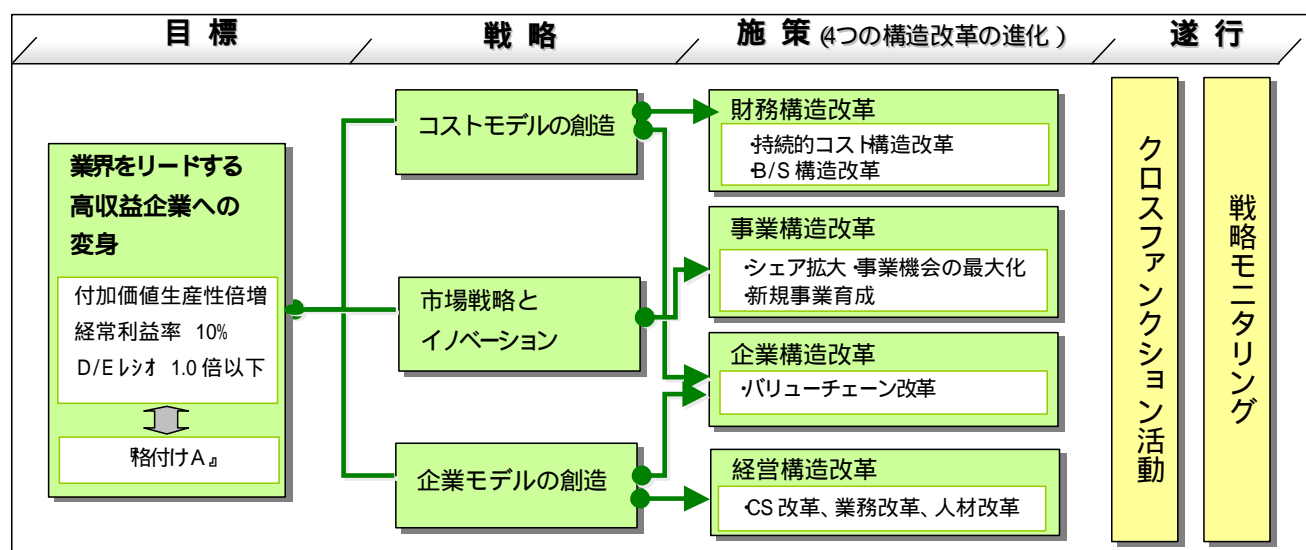 目 標
戦 略
施 策 (4つの構造改革の進化)
遂 行
業界をリードする
高収益企業への
変身
付加価値生産性倍増
経常利益率 10%
D/Eレシオ 1.0 倍以下
『格付けA』
コストモデルの創造
市場戦略と
イノベーション
企業モデルの創造
財務構造改革
・持続的コスト構造改革
・B/S 構造改革
事業構造改革
・シェア拡大・事業機会の最大化
・新規事業育成
企業構造改革
・バリューチェーン改革
経営構造改革
・CS 改革、業務改革、人材改革
クロスファンクション活動
戦略モニタリング